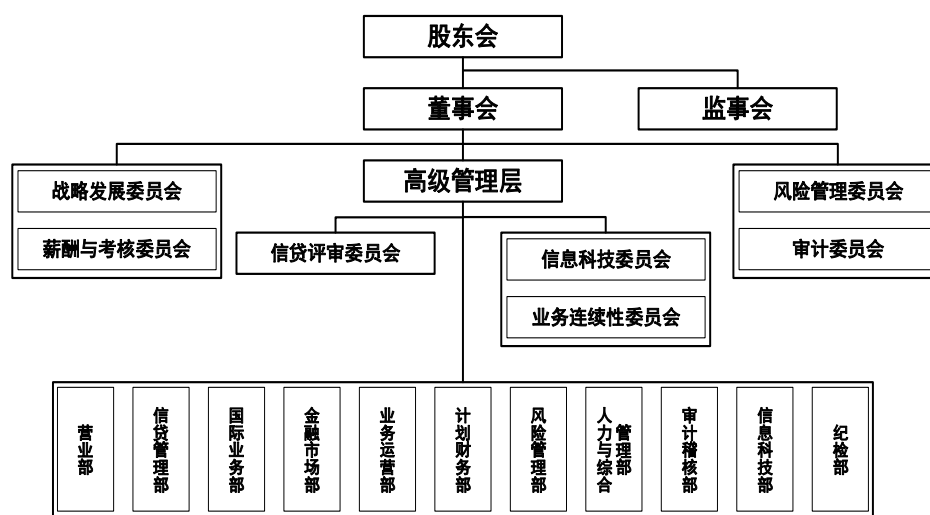 股东会
董事会
监事会
战略发展委员会
高级管理层
风险管理委员会
薪酬与考核委员会
信贷评审委员会
信息科技委员会
审计委员会
业务连续性委员会
营业部
信贷管理部
国际业务部
金融市场部
业务运营部
计划财务部
风险管理部
人力与综合
管理部
审计稽核部
信息科技部
纪检部